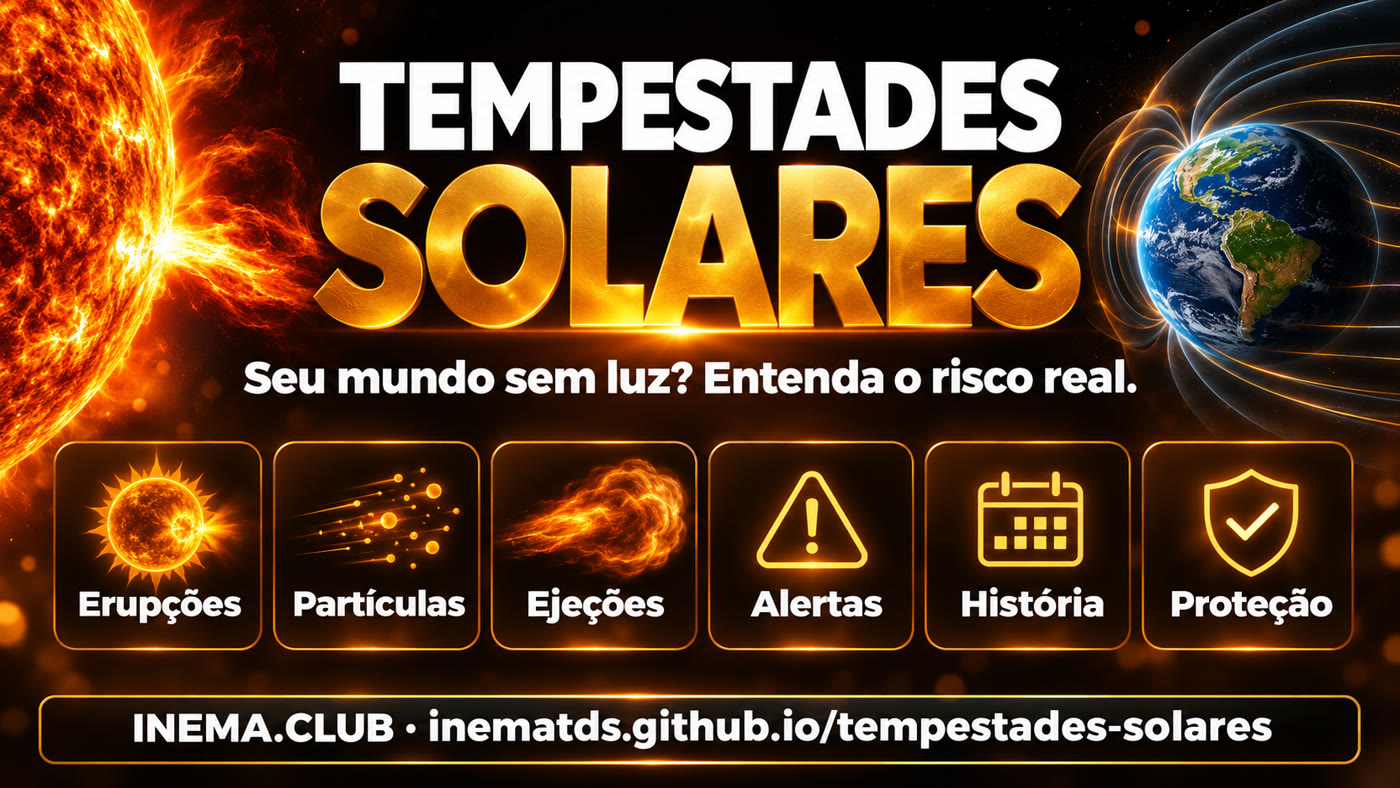 TEMPESTADES
SOLARES
Seu mundo sem luz? Entenda o risco real.
Erupções
Partículas
Ejeções
Alertas
História
Proteção
INEMA.CLUB • inematds.github.io/tempestades-solares